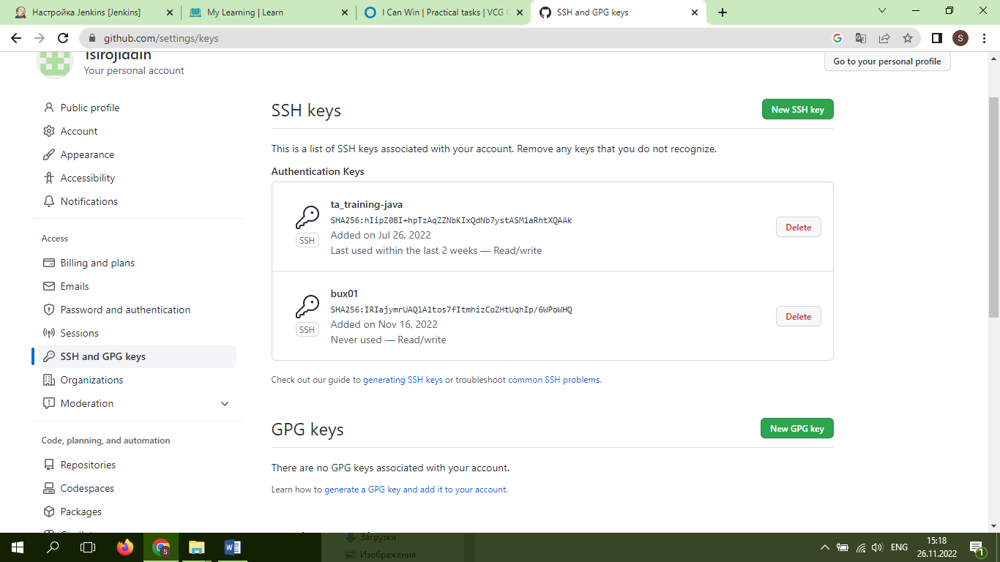 Настройка Jenkins [Jenkins]
My Learning | Learn
I Can Win | Practical tasks | VCG C
SSH and GPG keys
github.com/settings/keys
S
Tsirojiddin
Your personal account
Go to your personal profile
Public profile
Account
Appearance
Accessibility
Notifications
Access
Billing and plans
Emails
Password and authentication
Sessions
SSH and GPG keys
Organizations
Moderation
Code, planning, and automation
Repositories
Codespaces
Packages
SSH keys
New SSH key
This is a list of SSH keys associated with your account. Remove any keys that you do not recognize.
Authentication Keys
ta_training-java
SHA256:hIipZ0BI+hpTzAqZZNbKIxQdNb7ystASM1aRhtXQAAk
SSH
Added on Jul 26, 2022
Last used within the last 2 weeks — Read/write
Delete
bux01
SHA256:IRIajymrUAQlA1tos7fItmhizCoZHtUqhIp/6WPoWHQ
SSH
Added on Nov 16, 2022
Never used — Read/write
Delete
Check out our guide to generating SSH keys or troubleshoot common SSH problems.
GPG keys
New GPG key
There are no GPG keys associated with your account.
Learn how to generate a GPG key and add it to your account.
Загрузки
Изображения
S
W
ENG
15:18
26.11.2022
1